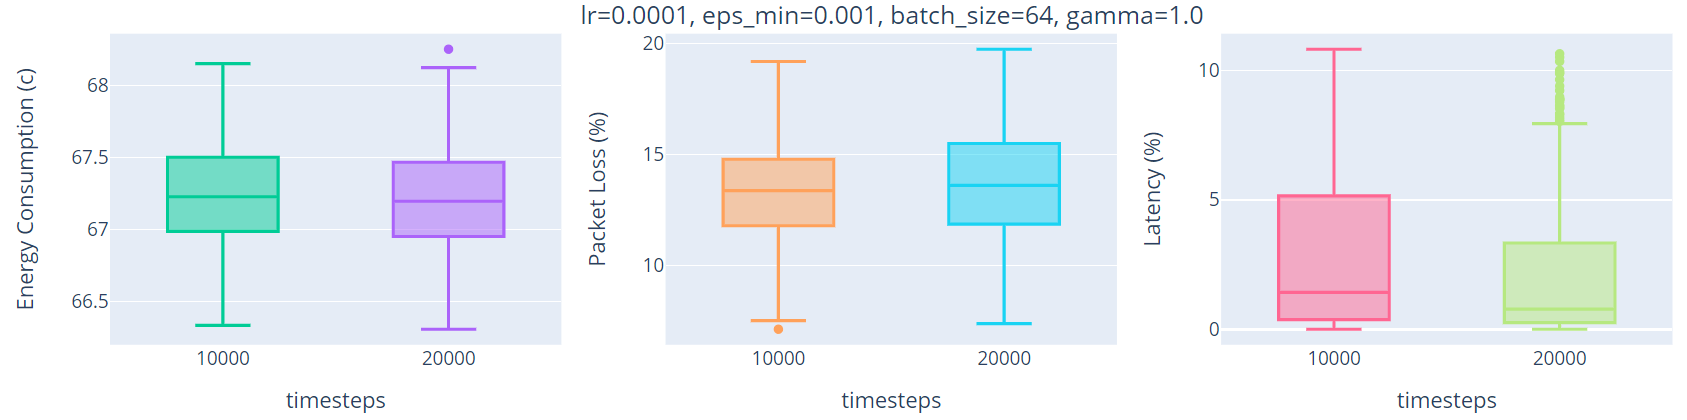 lr=0.0001, eps_min=0.001, batch_size=64, gamma=1.0
Energy Consumption (c)
68
67.5
67
66.5
10000
20000
timesteps
Packet Loss (%)
20
15
10
10000
20000
timesteps
Latency (%)
10
5
0
10000
20000
timesteps